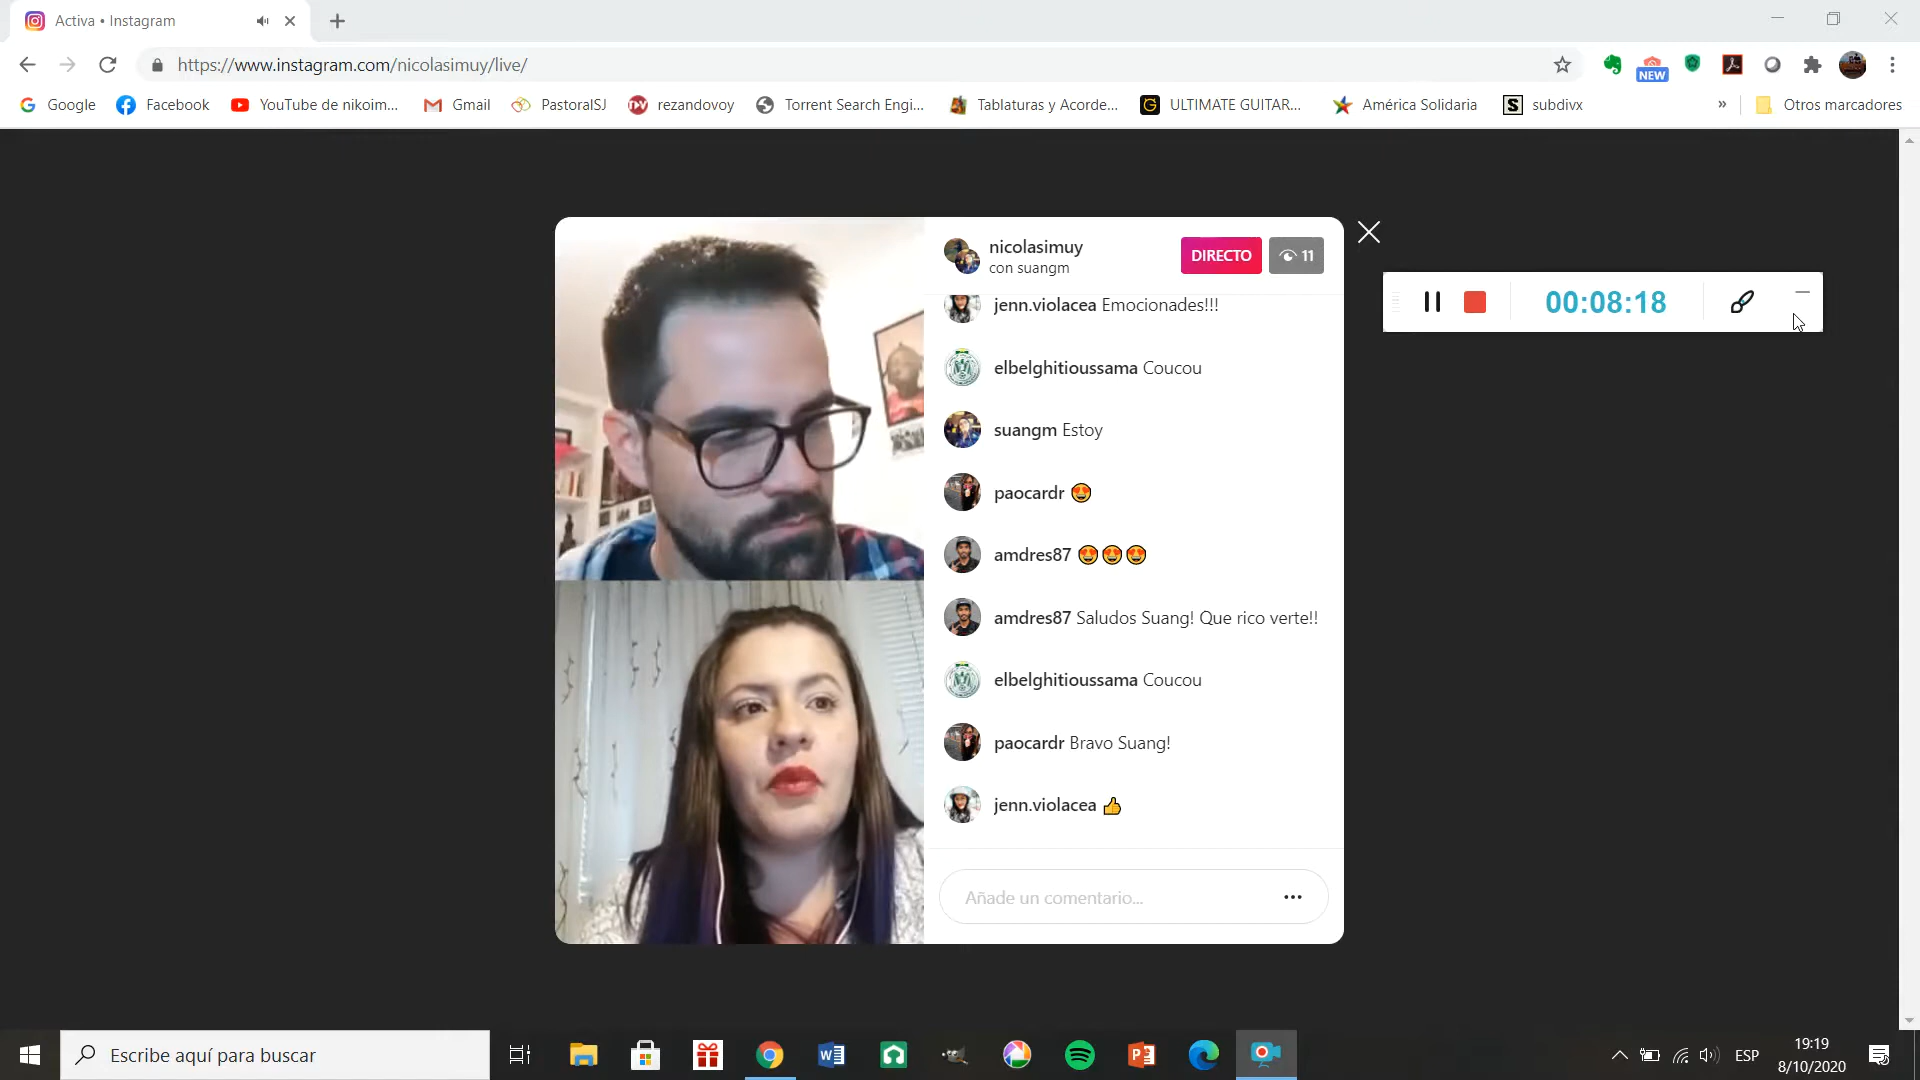 Activa • Instagram
https://www.instagram.com/nicolasimuy/live/
NEW
Google
Facebook
YouTube de nikoim...
Gmail
PastoralSJ
rezandovoy
Torrent Search Engi...
Tablaturas y Acorde...
ULTIMATE GUITAR...
América Solidaria
subdivx
»
Otros marcadores
nicolasimuy
con suangm
DIRECTO
11
jenn.violacea Emocionades!!!
elbelghitioussama Coucou
suangm Estoy
paocardr 😍
amdres87 😍😍😍
amdres87 Saludos Suang! Que rico verte!!
elbelghitioussama Coucou
paocardr Bravo Suang!
jenn.violacea 👍
Añade un comentario...
00:08:18
Escribe aquí para buscar
ESP
19:19
8/10/2020